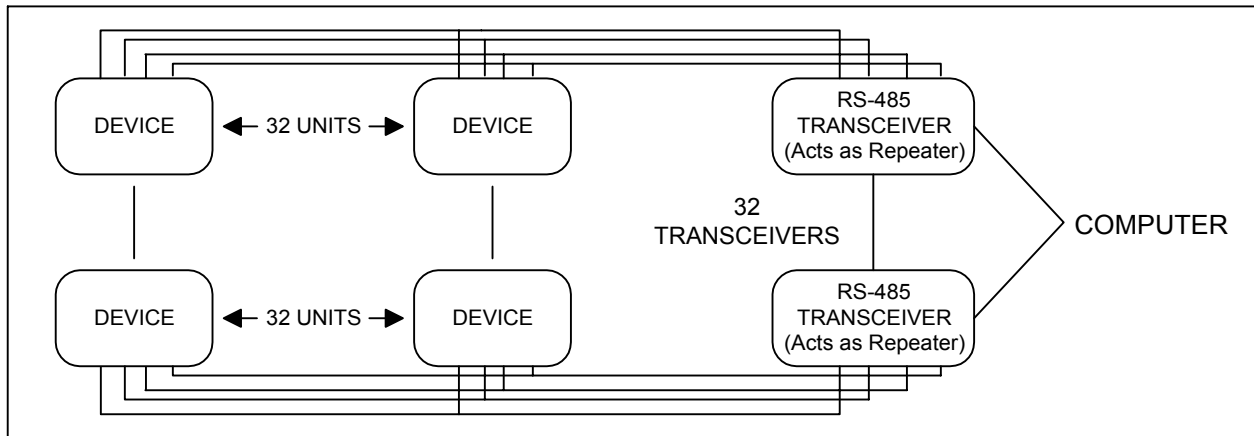 DEVICE
32 UNITS
DEVICE
RS-485
TRANSCEIVER
(Acts as Repeater)
32
TRANSCEIVERS
COMPUTER
DEVICE
32 UNITS
DEVICE
RS-485
TRANSCEIVER
(Acts as Repeater)